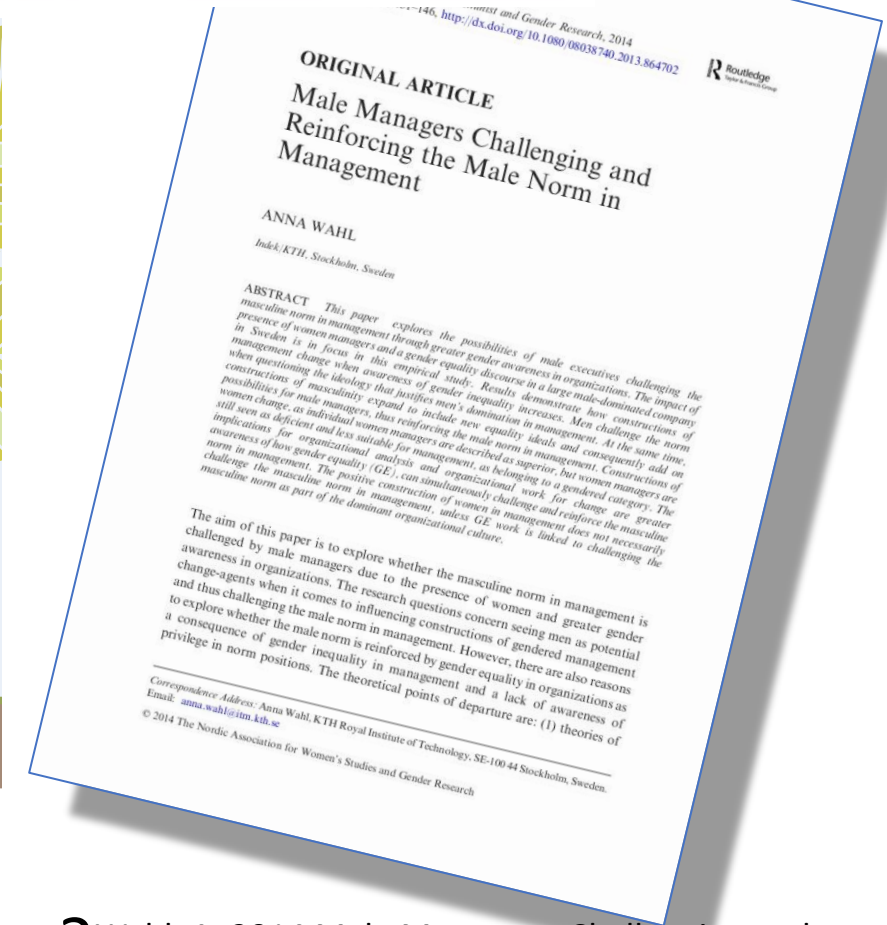 and Gender Research, 2014
–146, http://dx.doi.org/10.1080/08038740.2013.864702
Routledge
Taylor & Francis Group
ORIGINAL ARTICLE
Male Managers Challenging and
Reinforcing the Male Norm in
Management
ANNA WAHL
Indek/KTH, Stockholm, Sweden
ABSTRACT This paper explores the possibilities of male executives challenging the
masculine norm in management through greater gender awareness in organizations. The impact of
presence of women managers and a gender equality discourse in a large male-dominated company
in Sweden is in focus in this empirical study. Results demonstrate how constructions of
management change when awareness of gender inequality increases. Men challenge the norm
when questioning the ideology that justifies men's domination in management. At the same time,
constructions of masculinity expand to include new equality ideals and consequently add on
possibilities for male managers, thus reinforcing the male norm in management. Constructions of
women change, as individual women managers are described as superior, but women managers are
still seen as deficient and less suitable for management, as belonging to a gendered category. The
implications for organizational analysis and organizational work for change are greater
awareness of how gender equality (GE), can simultaneously challenge and reinforce the masculine
norm in management. The positive construction of women in management does not necessarily
challenge the masculine norm in management, unless GE work is linked to challenging the
masculine norm as part of the dominant organizational culture.
The aim of this paper is to explore whether the masculine norm in management is
challenged by male managers due to the presence of women and greater gender
awareness in organizations. The research questions concern seeing men as potential
change-agents when it comes to influencing constructions of gendered management
and thus challenging the male norm in management. However, there are also reasons
to explore whether the male norm is reinforced by gender equality in organizations as
a consequence of gender inequality in management and a lack of awareness of
privilege in norm positions. The theoretical points of departure are: (1) theories of
Correspondence Address: Anna Wahl, KTH Royal Institute of Technology, SE-100 44 Stockholm, Sweden.
Email: anna.wahl@itm.kth.se
© 2014 The Nordic Association for Women's Studies and Gender Research